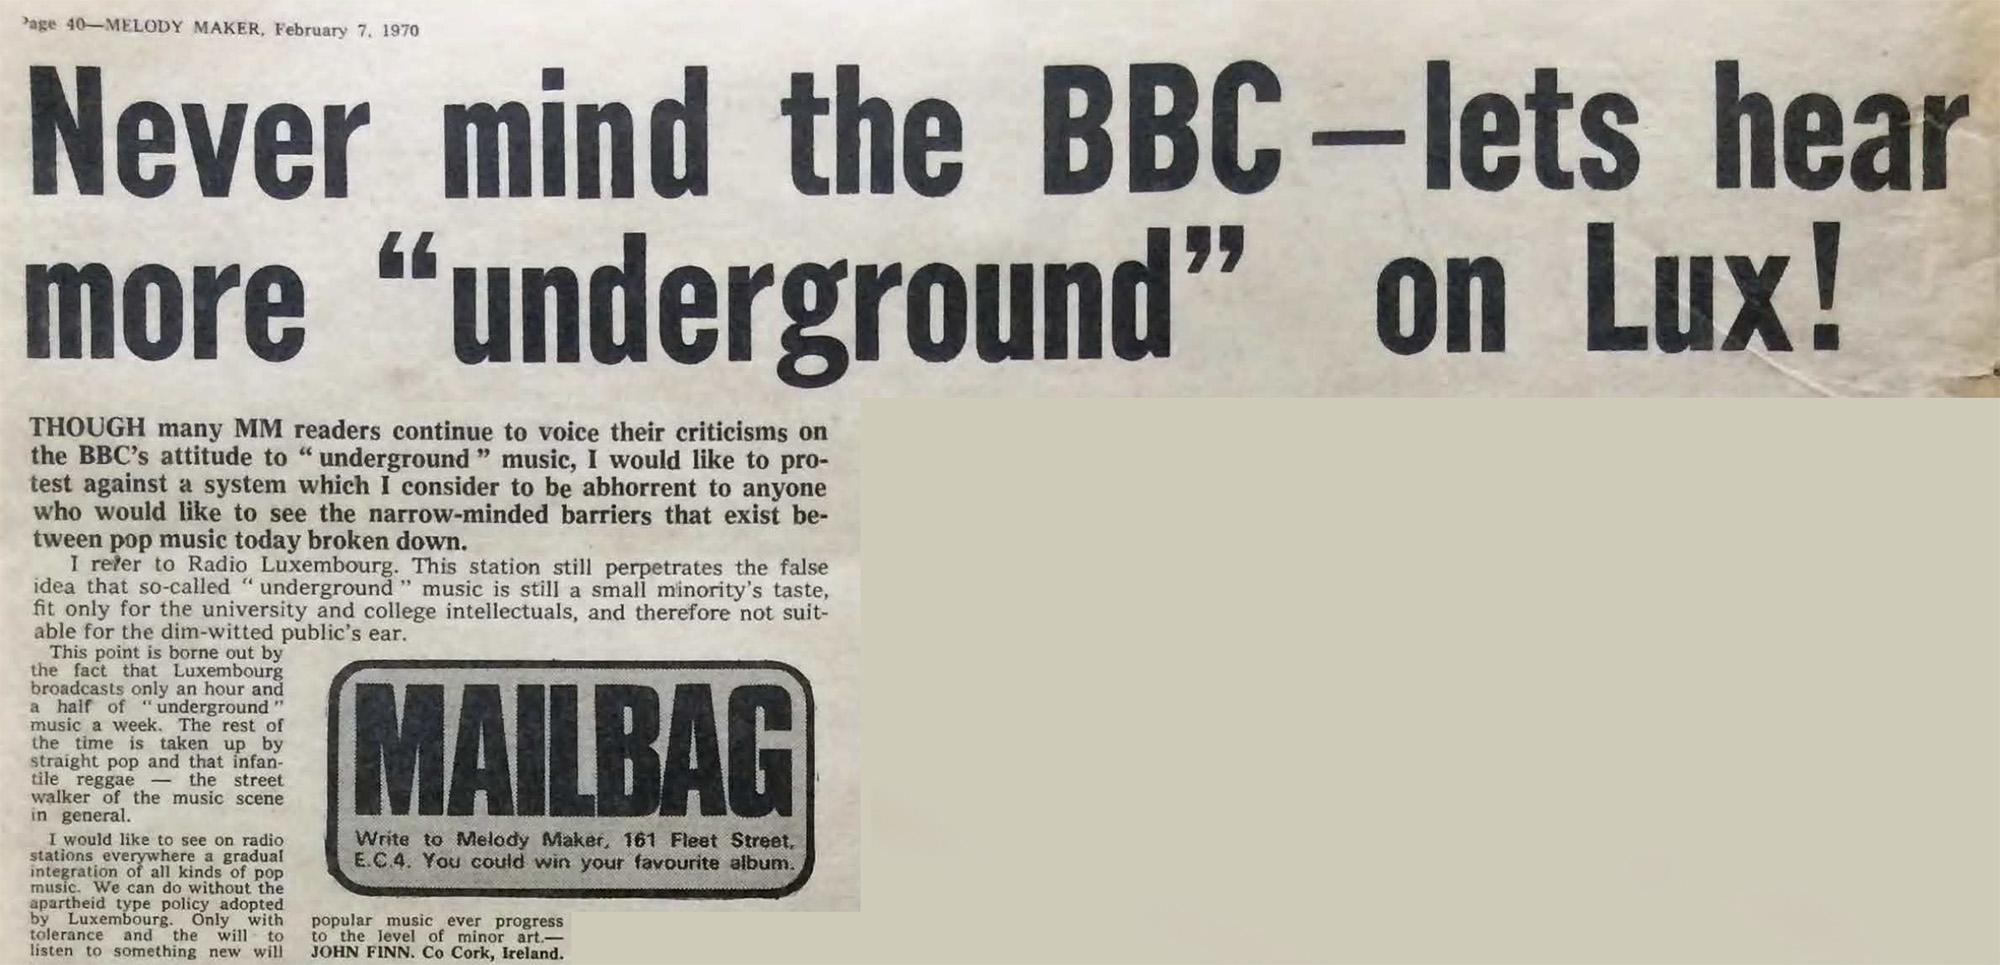 Page 40—MELODY MAKER, February 7, 1970
Never mind the BBC—lets hear
more “underground” on Lux!
THOUGH many MM readers continue to voice their criticisms on
the BBC's attitude to “underground” music, I would like to pro-
test against a system which I consider to be abhorrent to anyone
who would like to see the narrow-minded barriers that exist be-
tween pop music today broken down.
I refer to Radio Luxembourg. This station still perpetrates the false
idea that so-called “underground” music is still a small minority's taste,
fit only for the university and college intellectuals, and therefore not suit-
able for the dim-witted public's ear.
This point is borne out by
the fact that Luxembourg
broadcasts only an hour and
a half of “underground”
music a week. The rest of
the time is taken up by
straight pop and that infan-
tile reggae — the street
walker of the music scene
in general.
I would like to see on radio
stations everywhere a gradual
integration of all kinds of pop
music. We can do without the
apartheid type policy adopted
by Luxembourg. Only with
tolerance and the will to
listen to something new will
MAILBAG
Write to Melody Maker, 161 Fleet Street,
E.C.4. You could win your favourite album.
popular music ever progress
to the level of minor art.—
JOHN FINN. Co Cork, Ireland.